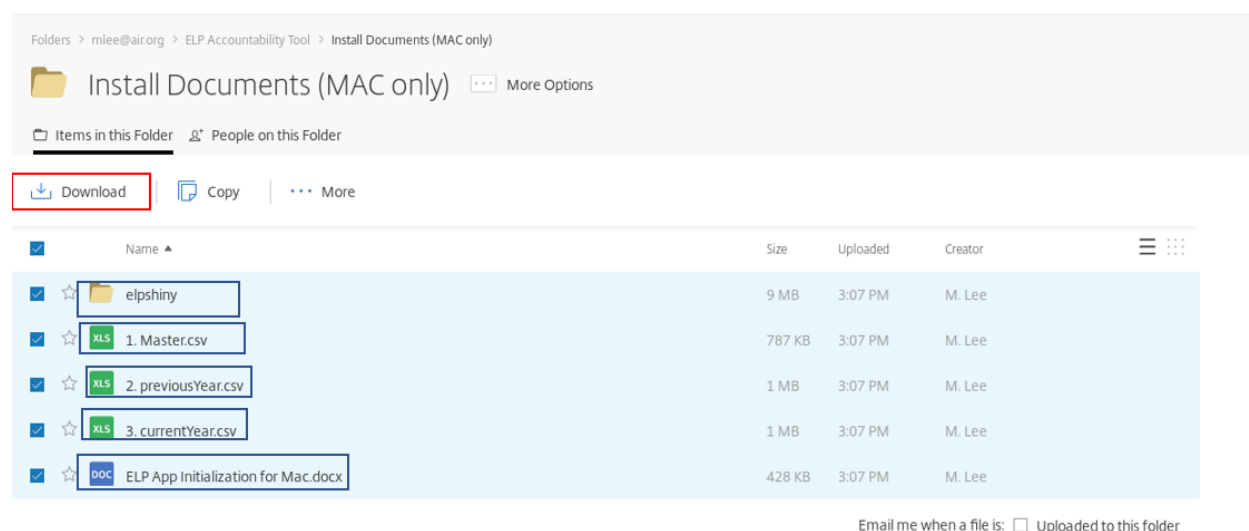 Folders > mlee@air.org > ELP Accountability Tool > Install Documents (MAC only)
Install Documents (MAC only) ··· More Options
Items in this Folder People on this Folder
Download Copy ··· More
Name ▲ Size Uploaded Creator
elpshiny 9 MB 3:07 PM M. Lee
XLS 1. Master.csv 787 KB 3:07 PM M. Lee
XLS 2. previousYear.csv 1 MB 3:07 PM M. Lee
XLS 3. currentYear.csv 1 MB 3:07 PM M. Lee
DOC ELP App Initialization for Mac.docx 428 KB 3:07 PM M. Lee
Email me when a file is: Uploaded to this folder